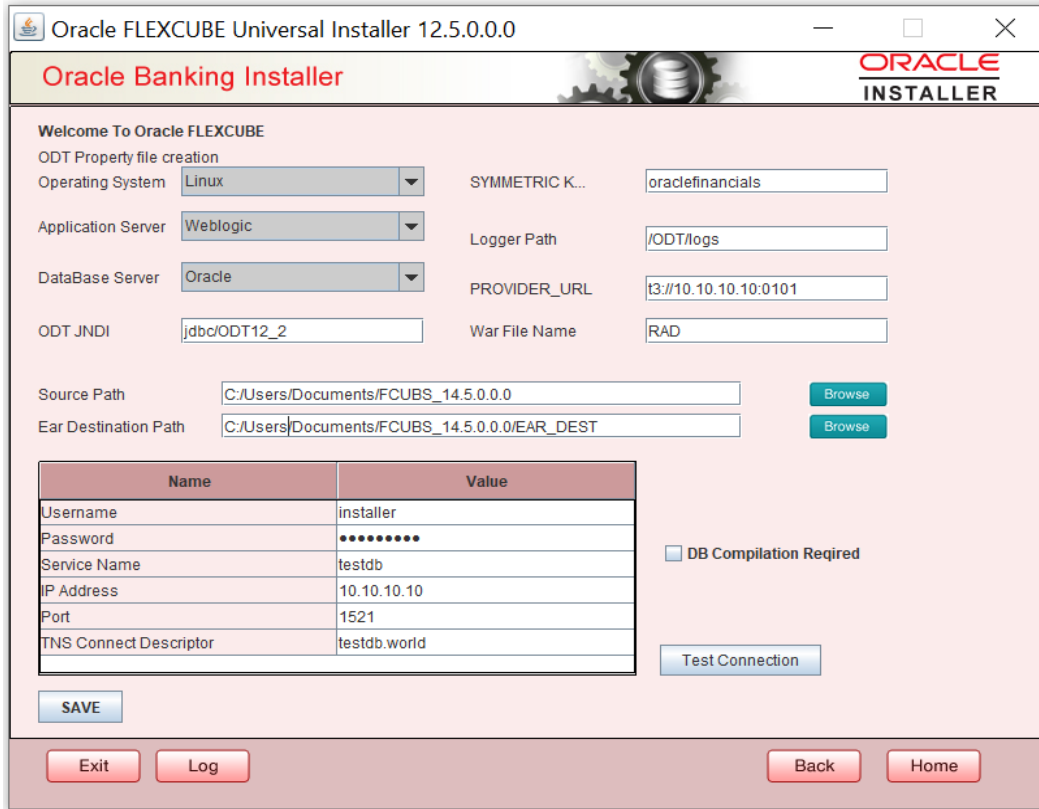 Oracle FLEXCUBE Universal Installer 12.5.0.0.0
Oracle Banking Installer
ORACLE
INSTALLER
Welcome To Oracle FLEXCUBE
ODT Property file creation
Operating System Linux SYMMETRIC K... oraclefinancials
Application Server Weblogic Logger Path /ODT/logs
DataBase Server Oracle PROVIDER_URL t3://10.10.10.10:0101
ODT JNDI jdbc/ODT12_2 War File Name RAD
Source Path C:/Users/Documents/FCUBS_14.5.0.0.0 Browse
Ear Destination Path C:/Users/Documents/FCUBS_14.5.0.0.0/EAR_DEST Browse
Name Value
Username installer
Password •••••••••
Service Name testdb
IP Address 10.10.10.10
Port 1521
TNS Connect Descriptor testdb.world
DB Compilation Reqired
Test Connection
SAVE
Exit Log Back Home